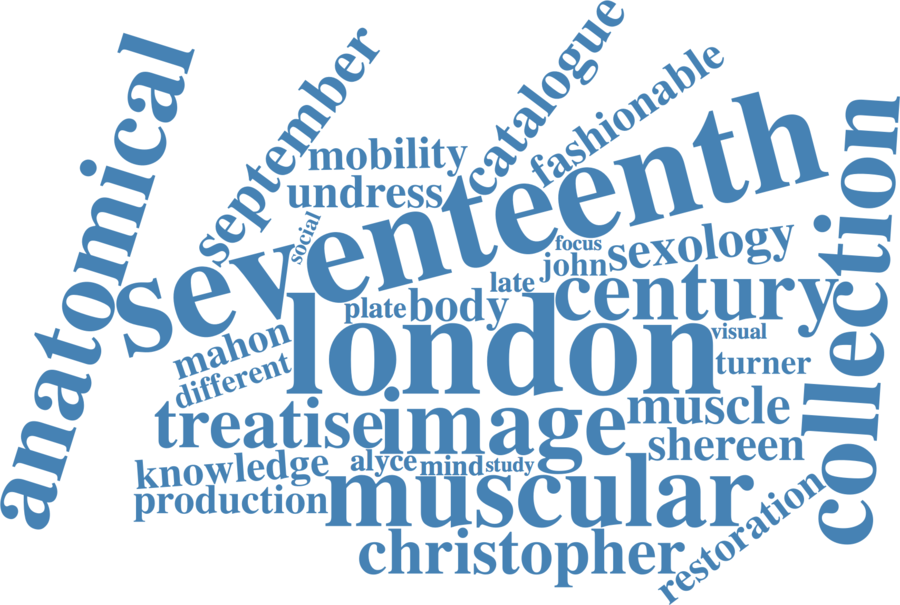 anatomical
september
catalogue
fashionable
mobility
undress
seventeenth
collection
social
focus
sexology
john
late
century
plate
body
london
visual
mahon
turner
different
treatise
image
muscle
shereen
knowledge
alyce
mind
study
production
muscular
restoration
christopher